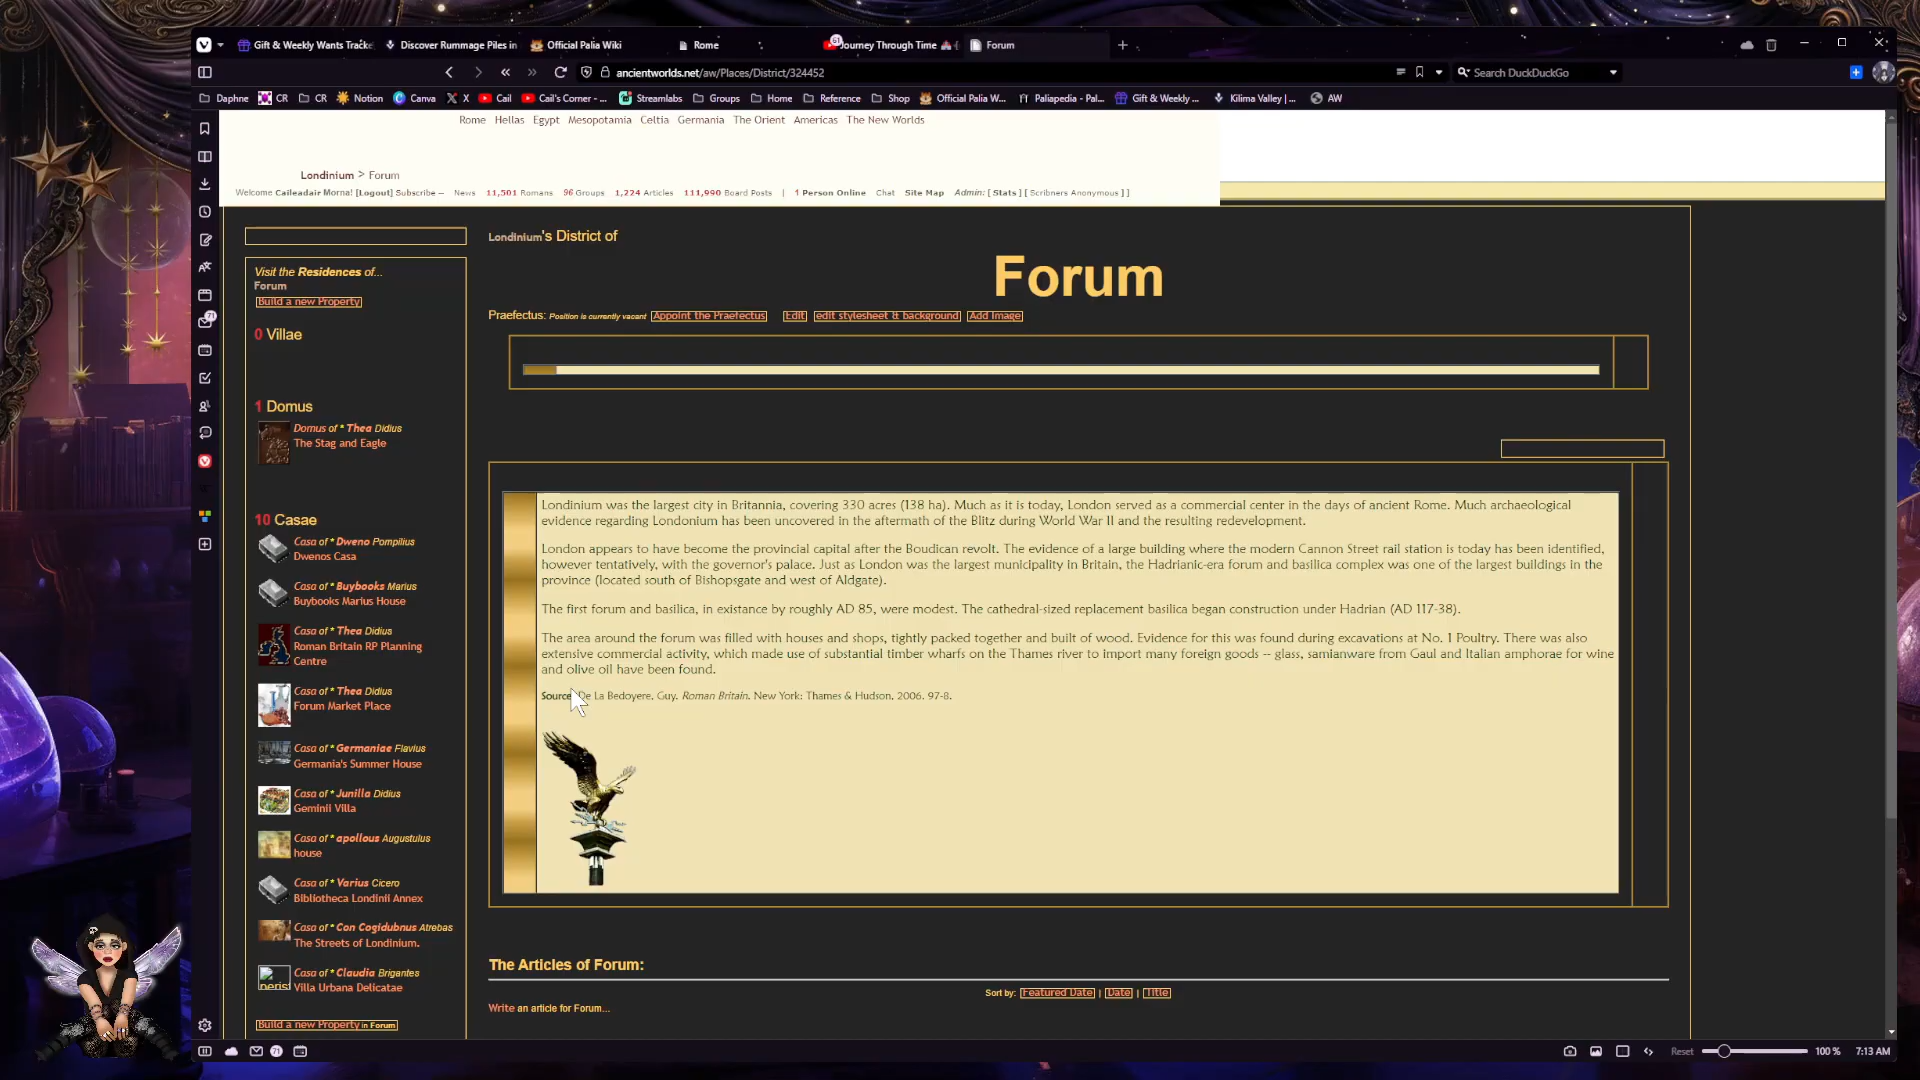 Gift & Weekly Wants Tracke
Discover Rummage Piles in
Official Palia Wiki
Rome
61
Journey Through Time
Forum
ancientworlds.net/aw/Places/District/324452
Search DuckDuckGo
Daphne
CR
CR
Notion
Canva
X
Cail
Cail's Corner - ...
Streamlabs
Groups
Home
Reference
Shop
Official Palia W...
Paliapedia - Pal...
Gift & Weekly ...
Kilima Valley | ...
AW
Rome Hellas Egypt Mesopotamia Celtia Germania The Orient Americas The New Worlds
Londinium > Forum
Welcome Caileadair Morna! [Logout] Subscribe -- News 11,501 Romans 96 Groups 1,224 Articles 111,990 Board Posts | 1 Person Online Chat Site Map Admin: [ Stats ] [ Scribners Anonymous ] ]
Visit the Residences of...
Forum
Build a new Property
0 Villae
1 Domus
Domus of * Thea Didius
The Stag and Eagle
10 Casae
Casa of * Dweno Pompilius
Dwenos Casa
Casa of * Buybooks Marius
Buybooks Marius House
Casa of * Thea Didius
Roman Britain RP Planning
Centre
Casa of * Thea Didius
Forum Market Place
Casa of * Germaniae Flavius
Germania's Summer House
Casa of * Junilla Didius
Geminii Villa
Casa of * apollous Augustulus
house
Casa of * Varius Cicero
Bibliotheca Londinii Annex
Casa of * Con Cogidubnus Atrebas
The Streets of Londinium.
Casa of * Claudia Brigantes
Villa Urbana Delicatae
perist
Build a new Property in Forum
Londinium's District of
Forum
Praefectus: Position is currently vacant Appoint the Praefectus Edit edit stylesheet & background Add Image
Londinium was the largest city in Britannia, covering 330 acres (138 ha). Much as it is today, London served as a commercial center in the days of ancient Rome. Much archaeological
evidence regarding Londonium has been uncovered in the aftermath of the Blitz during World War II and the resulting redevelopment.
London appears to have become the provincial capital after the Boudican revolt. The evidence of a large building where the modern Cannon Street rail station is today has been identified,
however tentatively, with the governor's palace. Just as London was the largest municipality in Britain, the Hadrianic-era forum and basilica complex was one of the largest buildings in the
province (located south of Bishopsgate and west of Aldgate).
The first forum and basilica, in existance by roughly AD 85, were modest. The cathedral-sized replacement basilica began construction under Hadrian (AD 117-38).
The area around the forum was filled with houses and shops, tightly packed together and built of wood. Evidence for this was found during excavations at No. 1 Poultry. There was also
extensive commercial activity, which made use of substantial timber wharfs on the Thames river to import many foreign goods -- glass, samianware from Gaul and Italian amphorae for wine
and olive oil have been found.
Source: De La Bedoyere, Guy. Roman Britain. New York: Thames & Hudson, 2006. 97-8.
The Articles of Forum:
Sort by: Featured Date | Date | Title
Write an article for Forum...
71
71
Reset
100 %
7:13 AM